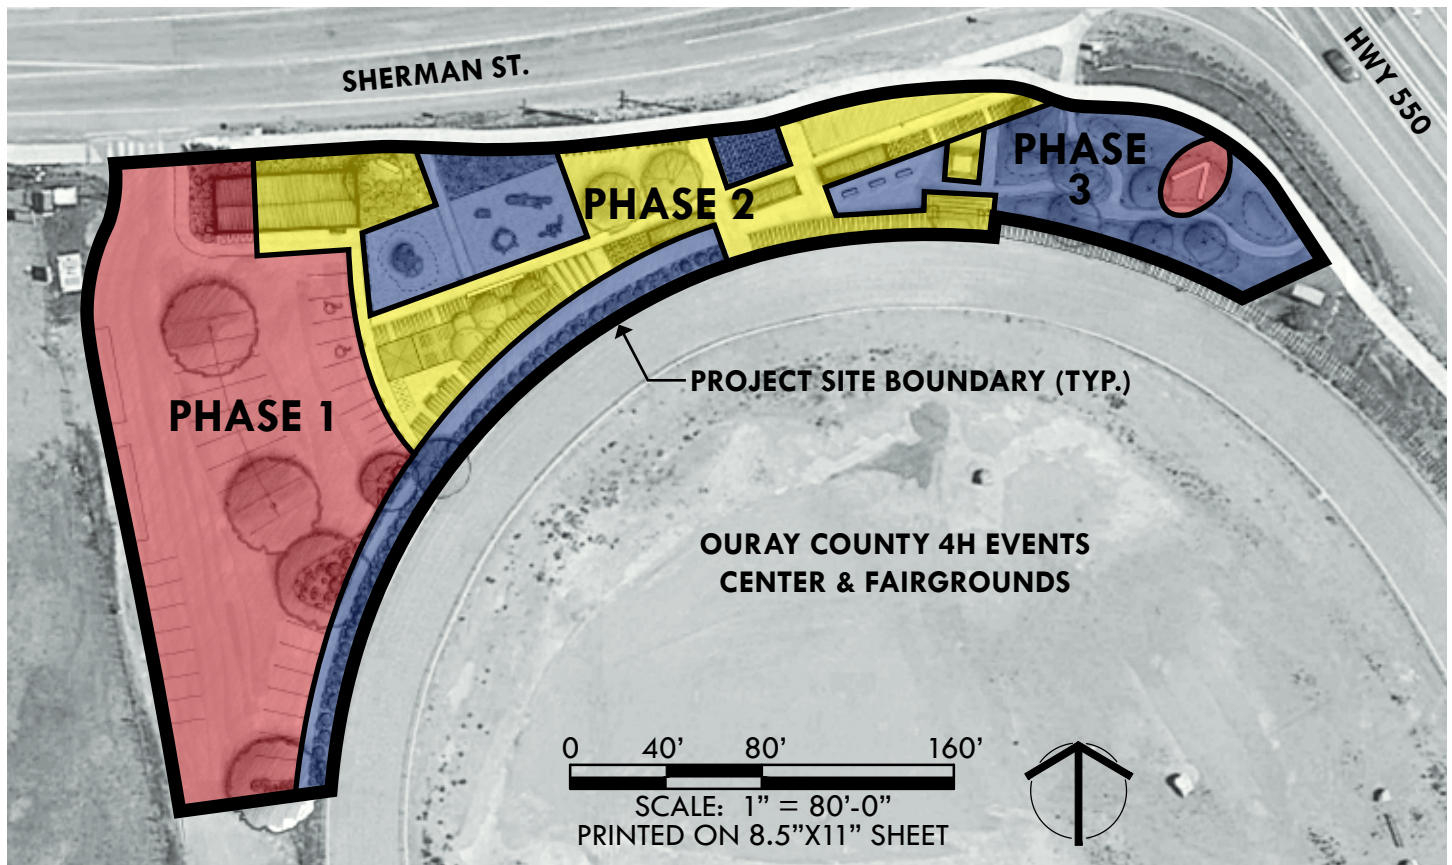 SHERMAN ST.
HWY 550
PHASE 1
PHASE 2
PHASE
3
PROJECT SITE BOUNDARY (TYP.)
OURAY COUNTY 4H EVENTS
CENTER & FAIRGROUNDS
0 40’ 80’ 160’
SCALE: 1” = 80’-0”
PRINTED ON 8.5”X11” SHEET